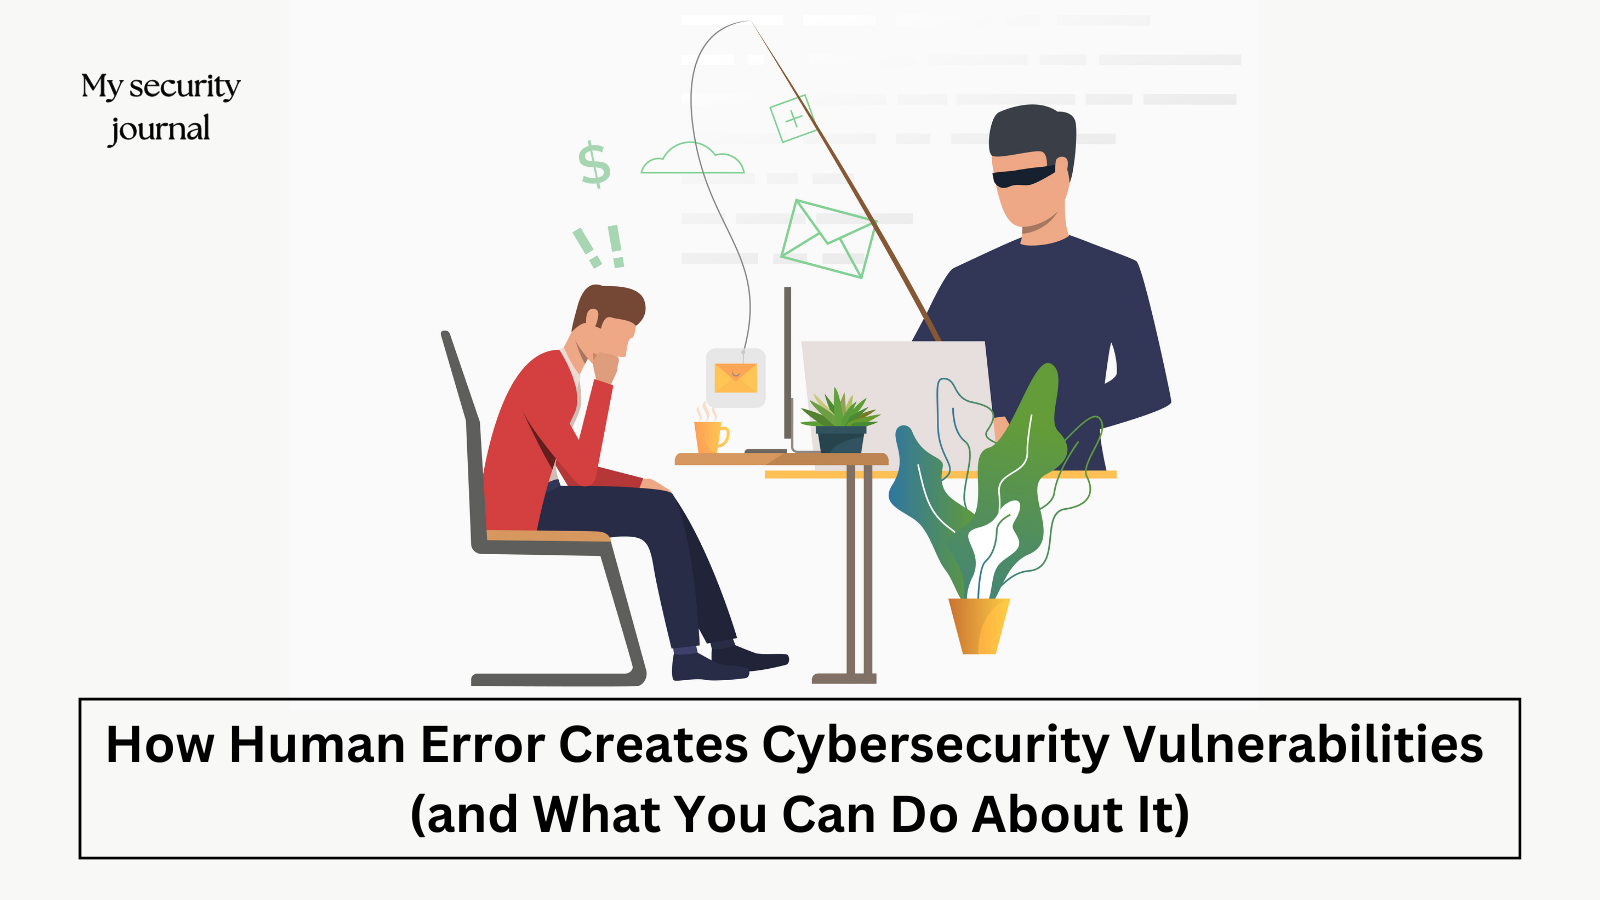 My security
journal
$
!!
How Human Error Creates Cybersecurity Vulnerabilities
(and What You Can Do About It)